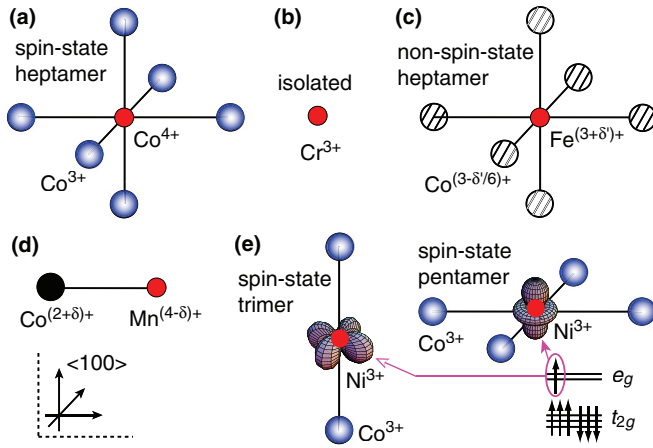 (a)
spin-state
heptamer
Co4+
Co3+
(b)
isolated
Cr3+
(c)
non-spin-state
heptamer
Fe(3+δ')+
Co(3-δ'/6)+
(d)
Co(2+δ)+
Mn(4-δ)+
<100>
(e)
spin-state
trimer
Ni3+
Co3+
spin-state
pentamer
Co3+
Ni3+
eg
t2g